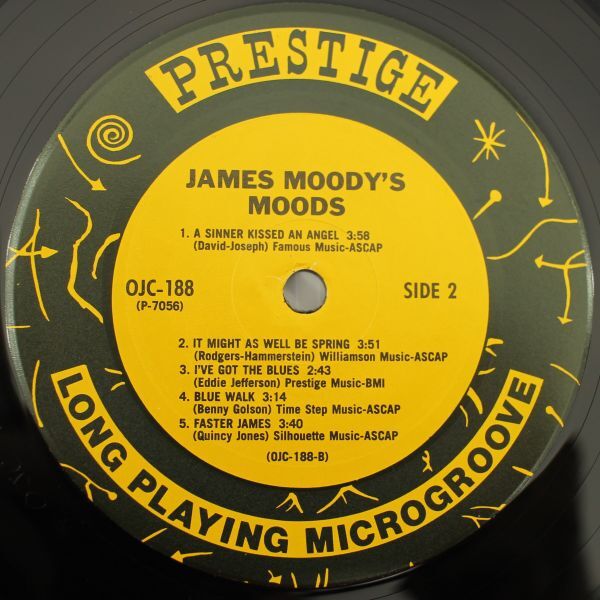 PRESTIGE
JAMES MOODY'S
MOODS
1. A SINNER KISSED AN ANGEL 3:58
(David-Joseph) Famous Music-ASCAP
OJC-188
(P-7056)
SIDE 2
2. IT MIGHT AS WELL BE SPRING 3:51
(Rodgers-Hammerstein) Williamson Music-ASCAP
3. I'VE GOT THE BLUES 2:43
(Eddie Jefferson) Prestige Music-BMI
4. BLUE WALK 3:14
(Benny Golson) Time Step Music-ASCAP
5. FASTER JAMES 3:40
(Quincy Jones) Silhouette Music-ASCAP
(OJC-188-B)
LONG PLAYING MICROGROOVE